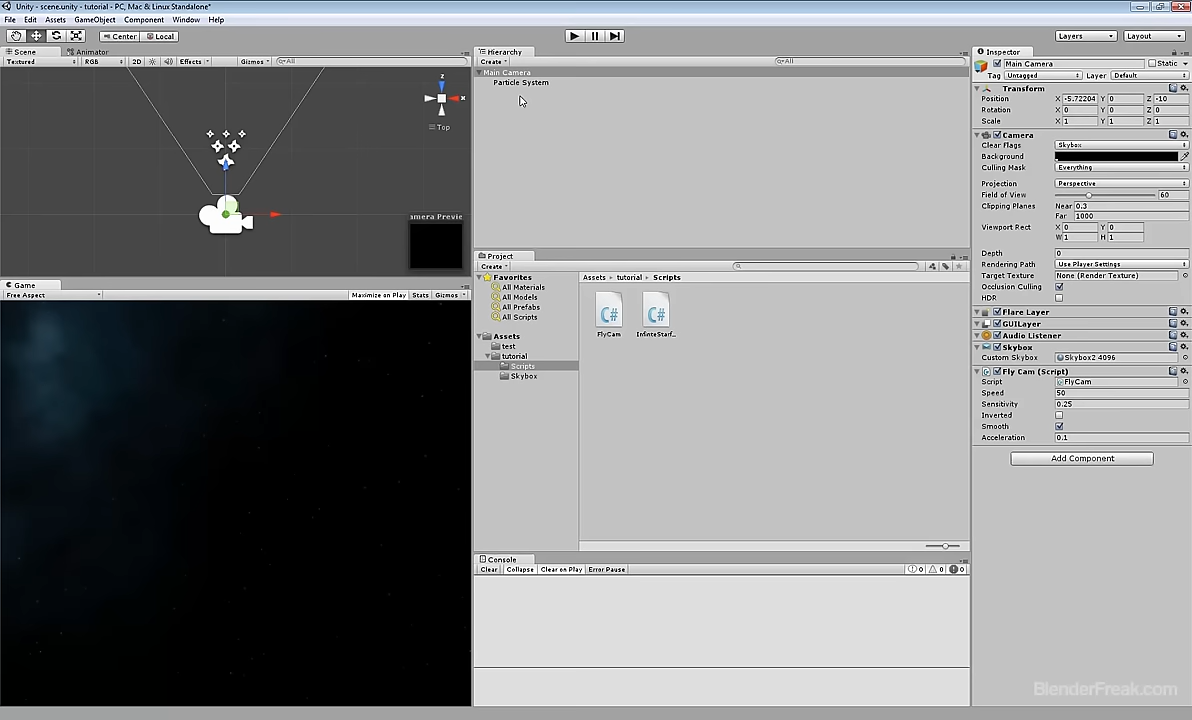 Unity - scene.unity - tutorial - PC, Mac & Linux Standalone*
File Edit Assets GameObject Component Window Help
Center Local Layers Layout
Scene Animator
Textured RGB 2D Effects Gizmos All
z
x
Top
amera Previe
Game
Free Aspect Maximize on Play Stats Gizmos
Hierarchy
Create All
Main Camera
Particle System
Project
Create
Favorites
All Materials
All Models
All Prefabs
All Scripts
Assets
test
tutorial
Scripts
Skybox
Assets tutorial Scripts
C# C#
FlyCam InfiniteStarf...
Console
Clear Collapse Clear on Play Error Pause 0 0 0
Inspector
Main Camera Static
Tag Untagged Layer Default
Transform
Position X -5.72204 Y 0 Z -10
Rotation X 0 Y 0 Z 0
Scale X 1 Y 1 Z 1
Camera
Clear Flags Skybox
Background
Culling Mask Everything
Projection Perspective
Field of View 60
Clipping Planes Near 0.3
Far 1000
Viewport Rect X 0 Y 0
W 1 H 1
Depth 0
Rendering Path Use Player Settings
Target Texture None (Render Texture)
Occlusion Culling
HDR
Flare Layer
GUILayer
Audio Listener
Skybox
Custom Skybox Skybox2 4096
Fly Cam (Script)
Script FlyCam
Speed 50
Sensitivity 0.25
Inverted
Smooth
Acceleration 0.1
Add Component
BlenderFreak.com